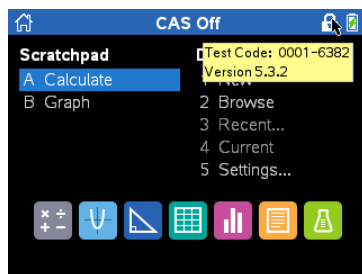 CAS Off
Scratchpad
A Calculate
B Graph
Test Code: 0001-6382
Version 5.3.2
1 New
2 Browse
3 Recent...
4 Current
5 Settings...